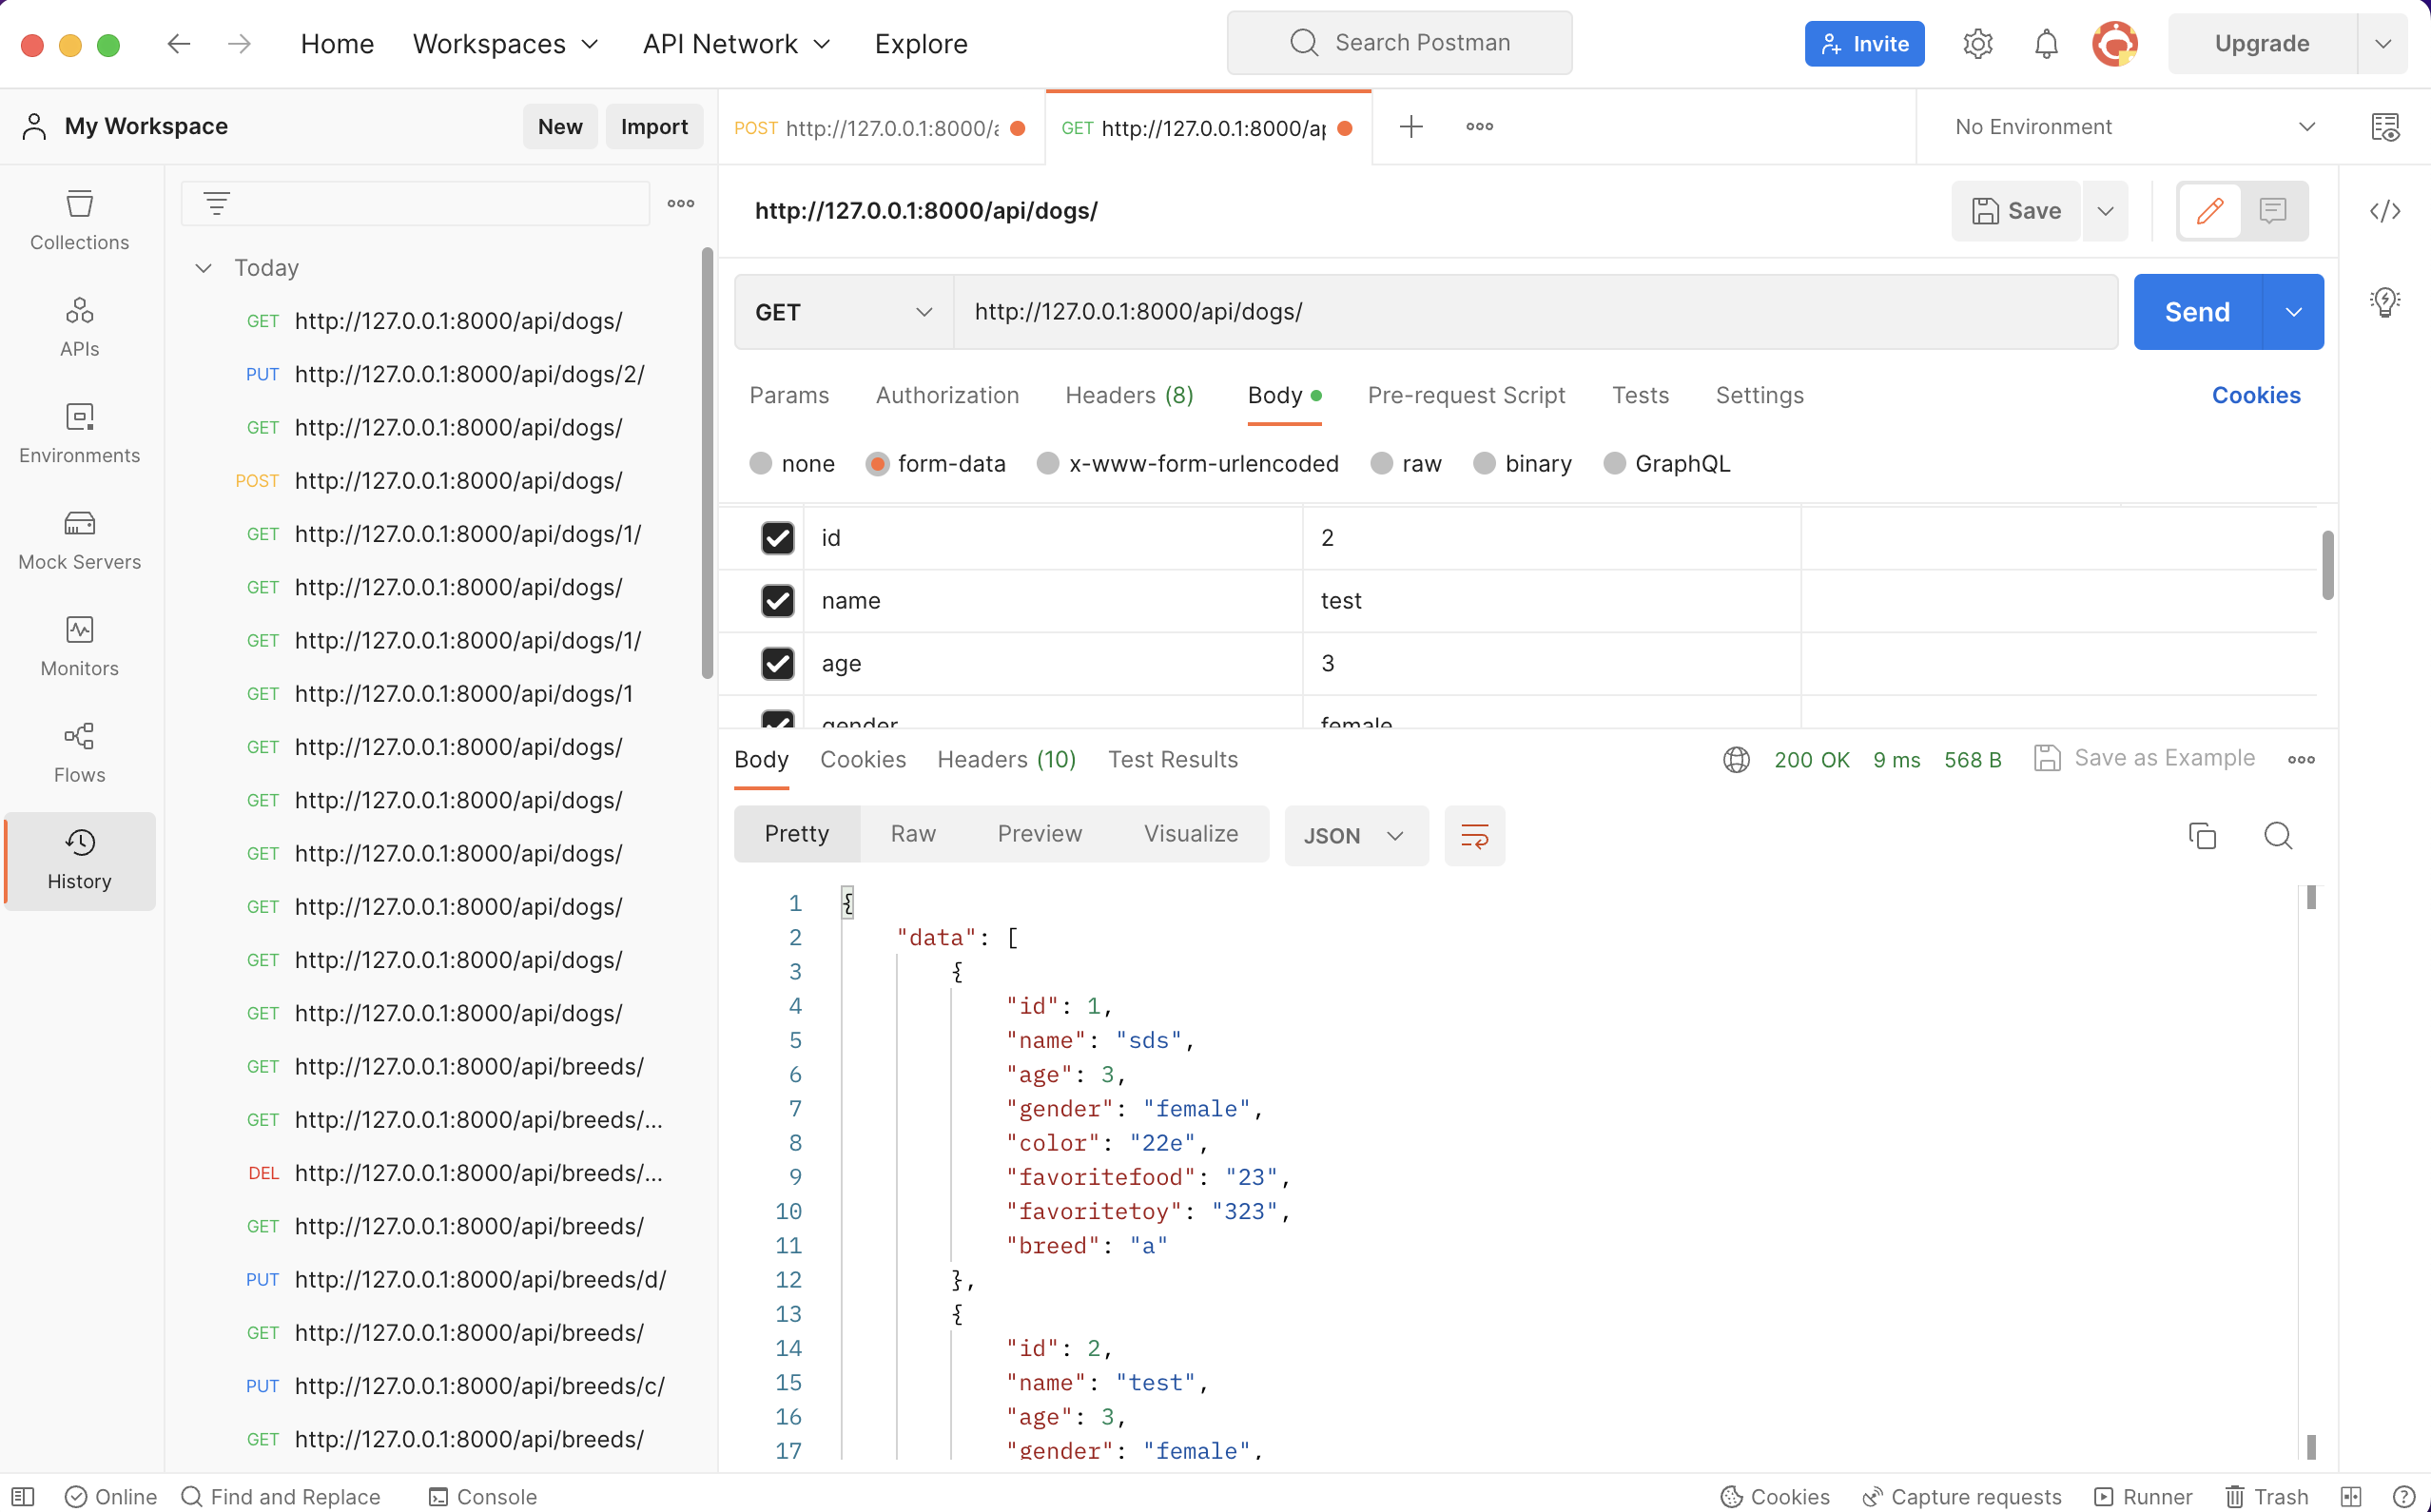 Home Workspaces API Network Explore Search Postman Invite Upgrade
My Workspace New Import
POST http://127.0.0.1:8000/a GET http://127.0.0.1:8000/ap No Environment
Collections
APIs
Environments
Mock Servers
Monitors
Flows
History
Today
GET http://127.0.0.1:8000/api/dogs/
PUT http://127.0.0.1:8000/api/dogs/2/
GET http://127.0.0.1:8000/api/dogs/
POST http://127.0.0.1:8000/api/dogs/
GET http://127.0.0.1:8000/api/dogs/1/
GET http://127.0.0.1:8000/api/dogs/
GET http://127.0.0.1:8000/api/dogs/1/
GET http://127.0.0.1:8000/api/dogs/1
GET http://127.0.0.1:8000/api/dogs/
GET http://127.0.0.1:8000/api/dogs/
GET http://127.0.0.1:8000/api/dogs/
GET http://127.0.0.1:8000/api/dogs/
GET http://127.0.0.1:8000/api/dogs/
GET http://127.0.0.1:8000/api/dogs/
GET http://127.0.0.1:8000/api/breeds/
GET http://127.0.0.1:8000/api/breeds/...
DEL http://127.0.0.1:8000/api/breeds/...
GET http://127.0.0.1:8000/api/breeds/
PUT http://127.0.0.1:8000/api/breeds/d/
GET http://127.0.0.1:8000/api/breeds/
PUT http://127.0.0.1:8000/api/breeds/c/
GET http://127.0.0.1:8000/api/breeds/
http://127.0.0.1:8000/api/dogs/ Save
GET http://127.0.0.1:8000/api/dogs/ Send
Params Authorization Headers (8) Body Pre-request Script Tests Settings Cookies
none form-data x-www-form-urlencoded raw binary GraphQL
id 2
name test
age 3
gender female
Body Cookies Headers (10) Test Results 200 OK 9 ms 568 B Save as Example
Pretty Raw Preview Visualize JSON
1 {
2 "data": [
3 {
4 "id": 1,
5 "name": "sds",
6 "age": 3,
7 "gender": "female",
8 "color": "22e",
9 "favoritefood": "23",
10 "favoritetoy": "323",
11 "breed": "a"
12 },
13 {
14 "id": 2,
15 "name": "test",
16 "age": 3,
17 "gender": "female",
Online Find and Replace Console Cookies Capture requests Runner Trash